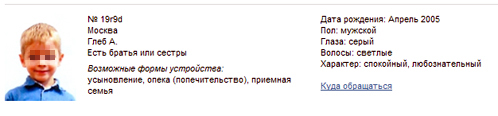 № 19r9d
Москва
Глеб А.
Есть братья или сестры
Возможные формы устройства:
усыновление, опека (попечительство), приемная
семья
Дата рождения: Апрель 2005
Пол: мужской
Глаза: серый
Волосы: светлые
Характер: спокойный, любознательный
Куда обращаться